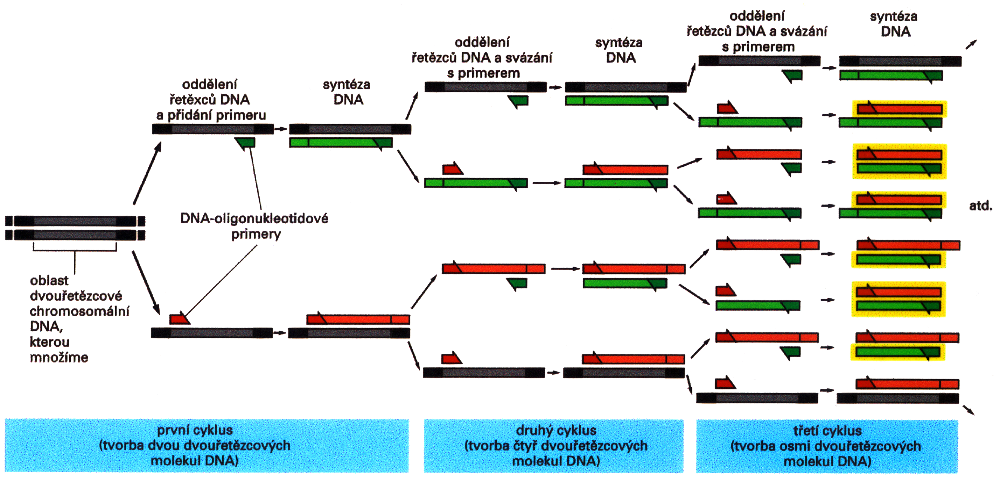 oddělení
řetěxců DNA
a přidání primeru
syntéza
DNA
oddělení
řetězců DNA a svázání
s primerem
syntéza
DNA
oddělení
řetězců DNA a svázání
s primerem
syntéza
DNA
DNA-oligonukleotidové
primery
atd.
oblast
dvouřetězcové
chromosomální
DNA,
kterou
množíme
první cyklus
(tvorba dvou dvouřetězcových
molekul DNA)
druhý cyklus
(tvorba čtyř dvouřetězcových
molekul DNA)
třetí cyklus
(tvorba osmi dvouřetězcových
molekul DNA)